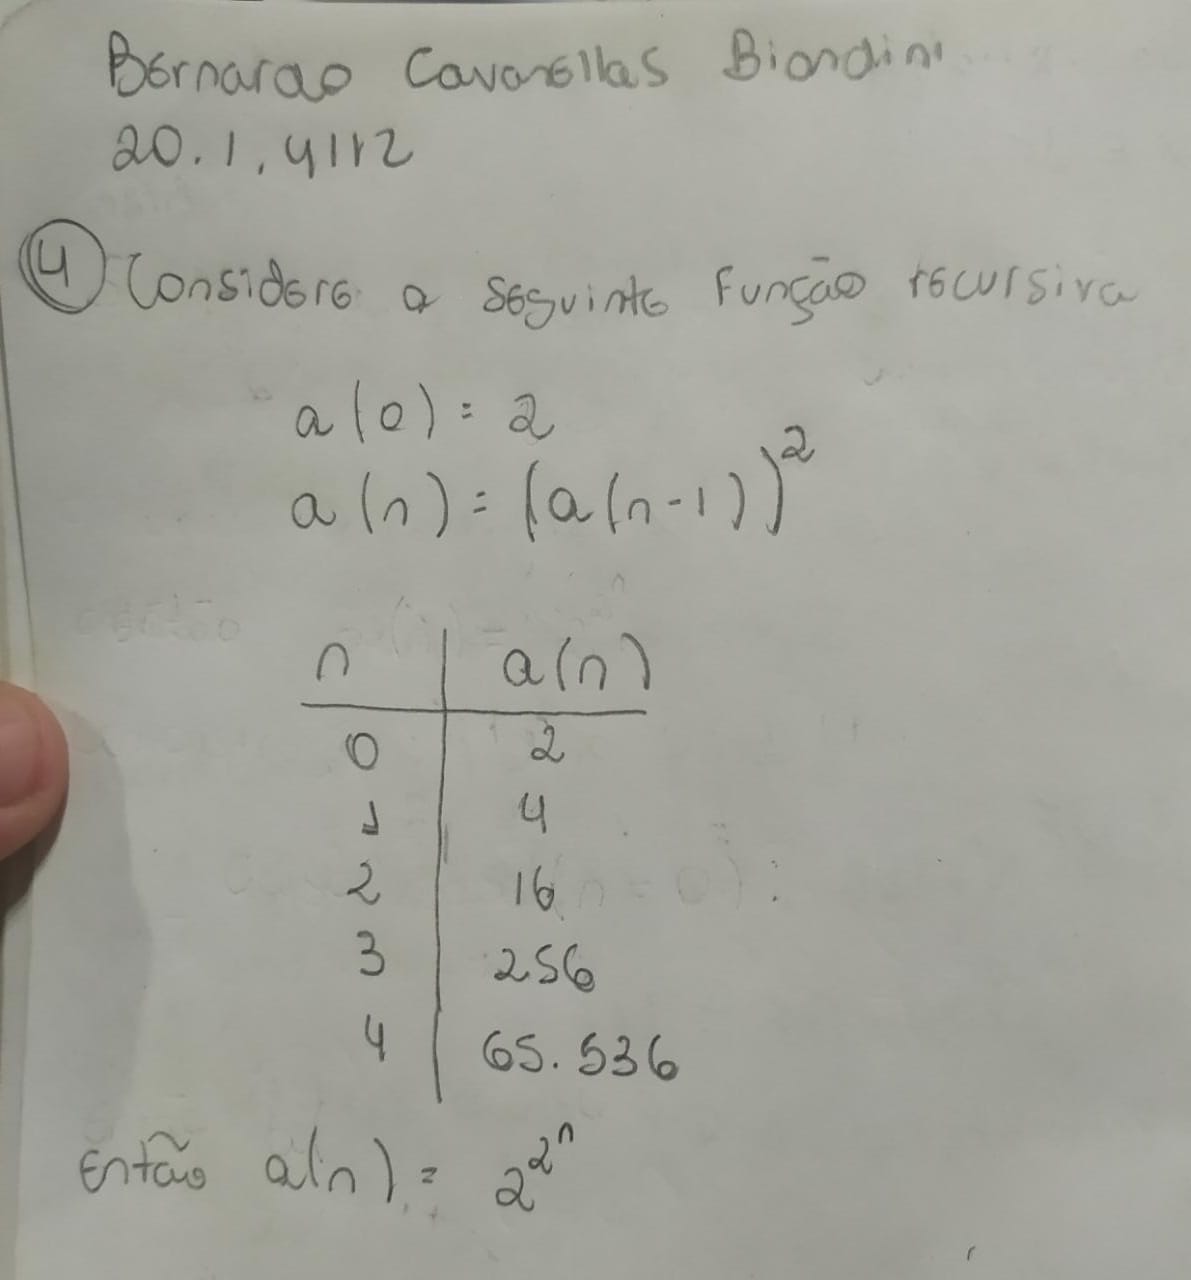 Bernardo Cavanellas Biondini
20.1.4112
4 Considere a seguinte função recursiva
a(0) = 2
a(n) = (a(n-1))²
n | a(n)
0 | 2
1 | 4
2 | 16
3 | 256
4 | 65.536
Então a(n) = 2^2^n